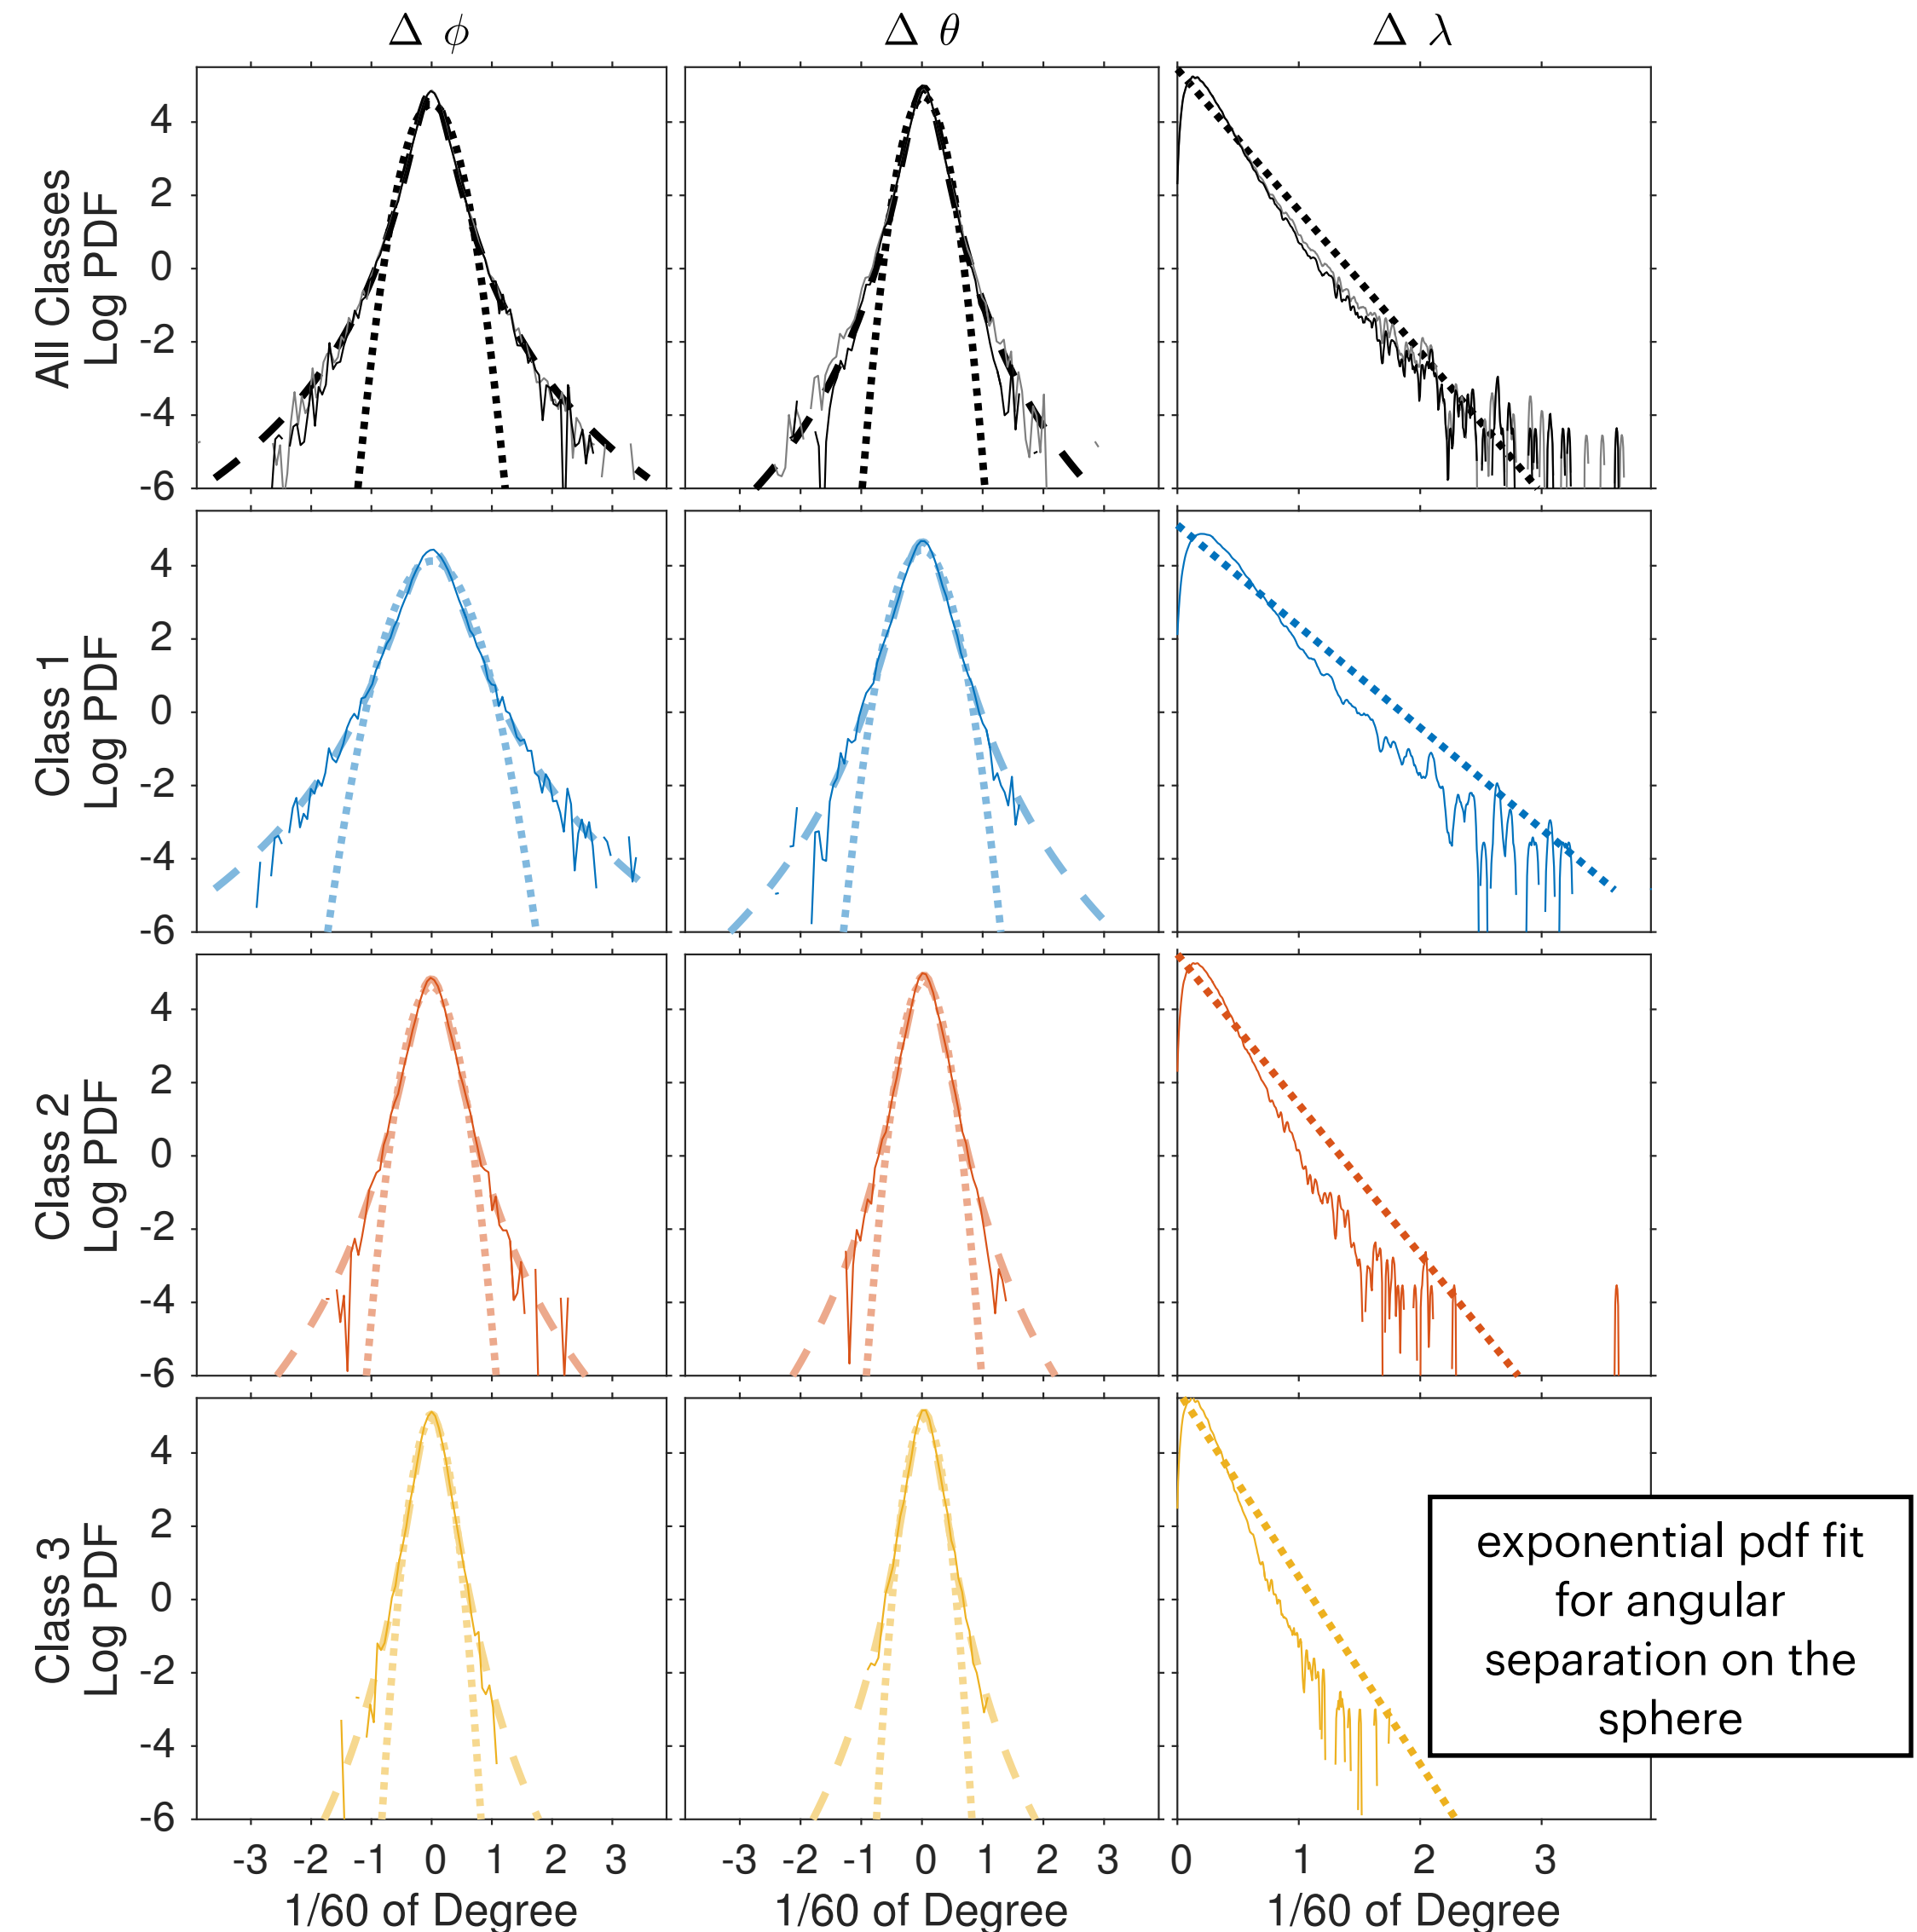 Δ ϕ
Δ θ
Δ λ
All Classes
Log PDF
4
2
0
-2
-4
-6
Class 1
Log PDF
4
2
0
-2
-4
-6
Class 2
Log PDF
4
2
0
-2
-4
-6
Class 3
Log PDF
4
2
0
-2
-4
-6
exponential pdf fit
for angular
separation on the
sphere
-3 -2 -1 0 1 2 3
-3 -2 -1 0 1 2 3
0 1 2 3
1/60 of Degree
1/60 of Degree
1/60 of Degree